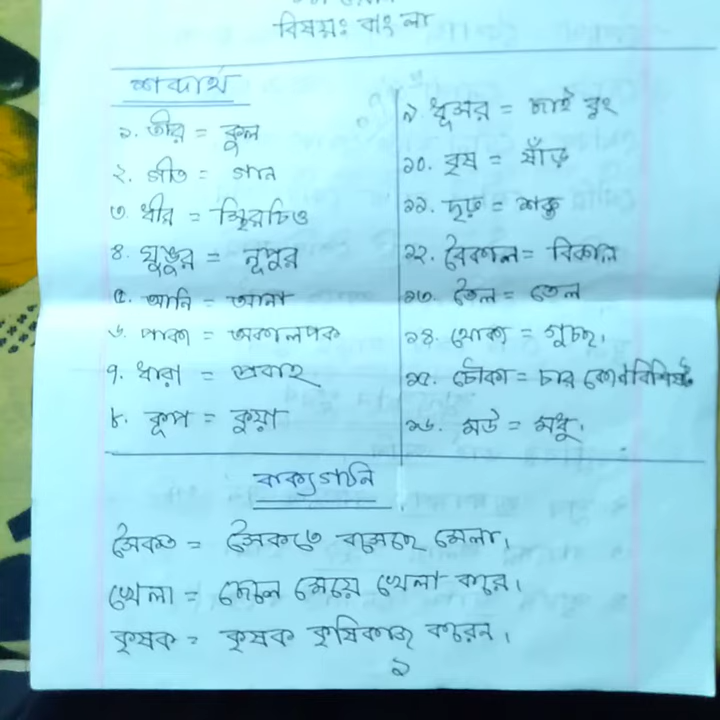 বিষয়ঃ বাংলা
শব্দার্থ
১. তীর = কুল
২. গীত = গান
৩. ধীর = স্থিরচিত্ত
৪. ঘুঙুর = নূপুর
৫. আনি = আনা
৬. পাকা = অকালপক
৭. ধারা = প্রবাহ
৮. কূপ = কুয়া
৯. ধূসর = ছাই রং
১০. বৃষ = ষাঁড়
১১. দৃঢ় = শক্ত
১২. বৈকাল = বিকাল
১৩. তৈল = তেল
১৪. থোকা = গুচ্ছ।
১৫. চৌকা = চার কোণবিশিষ্ট
১৬. মউ = মধু।
বাক্যগঠন
সৈকত = সৈকতে বসেছে মেলা।
খেলা = ছেলে মেয়ে খেলা করে।
কৃষক = কৃষক কৃষিকাজ করেন।
১